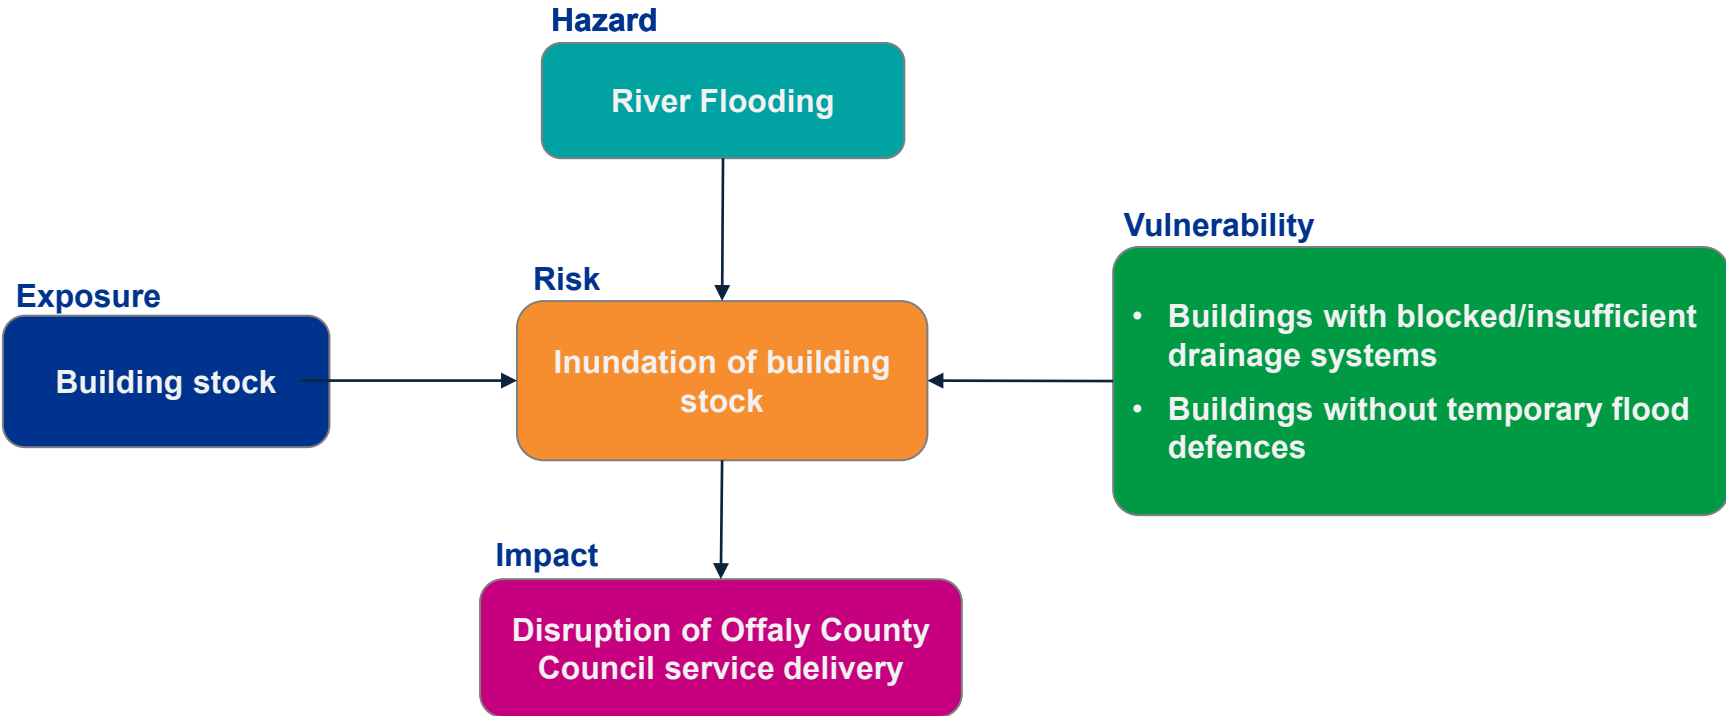 Hazard
River Flooding
Vulnerability
• Buildings with blocked/insufficient
drainage systems
• Buildings without temporary flood
defences
Risk
Inundation of building
stock
Exposure
Building stock
Impact
Disruption of Offaly County
Council service delivery